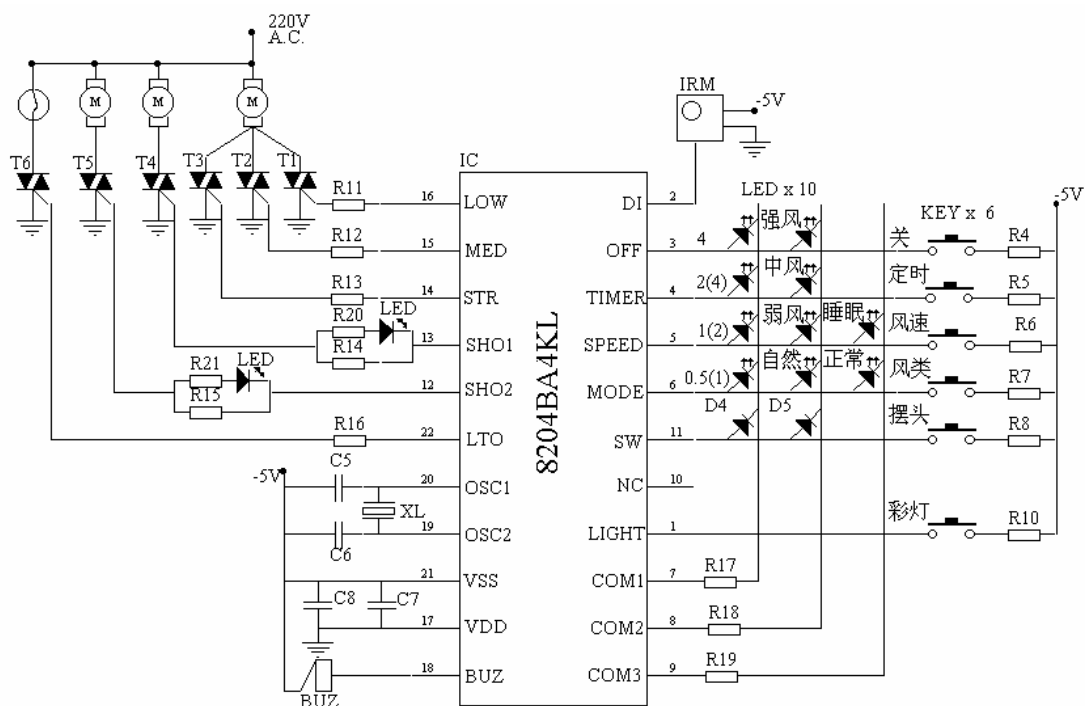 220V
A.C.
IRM
-5V
M M M
T6 T5 T4 T3 T2 T1
IC
8204BA4KL
R11 16 LOW
R12 15 MED
R13 14 STR
R20 LED
R14 13 SHO1
R21 LED
R15 12 SHO2
R16 22 LTO
-5V C5 20 OSC1
XL
C6 19 OSC2
21 VSS
C8 C7
17 VDD
18 BUZ
BUZ
DI 2 LED x 10 KEY x 6 -5V
OFF 3 4 强风 关 R4
TIMER 4 2(4) 中风 定时 R5
SPEED 5 1(2) 弱风 睡眠 风速 R6
MODE 6 0.5(1) 自然 正常 风类 R7
SW 11 D4 D5 摆头 R8
NC 10
LIGHT 1 彩灯 R10
COM1 7 R17
COM2 8 R18
COM3 9 R19